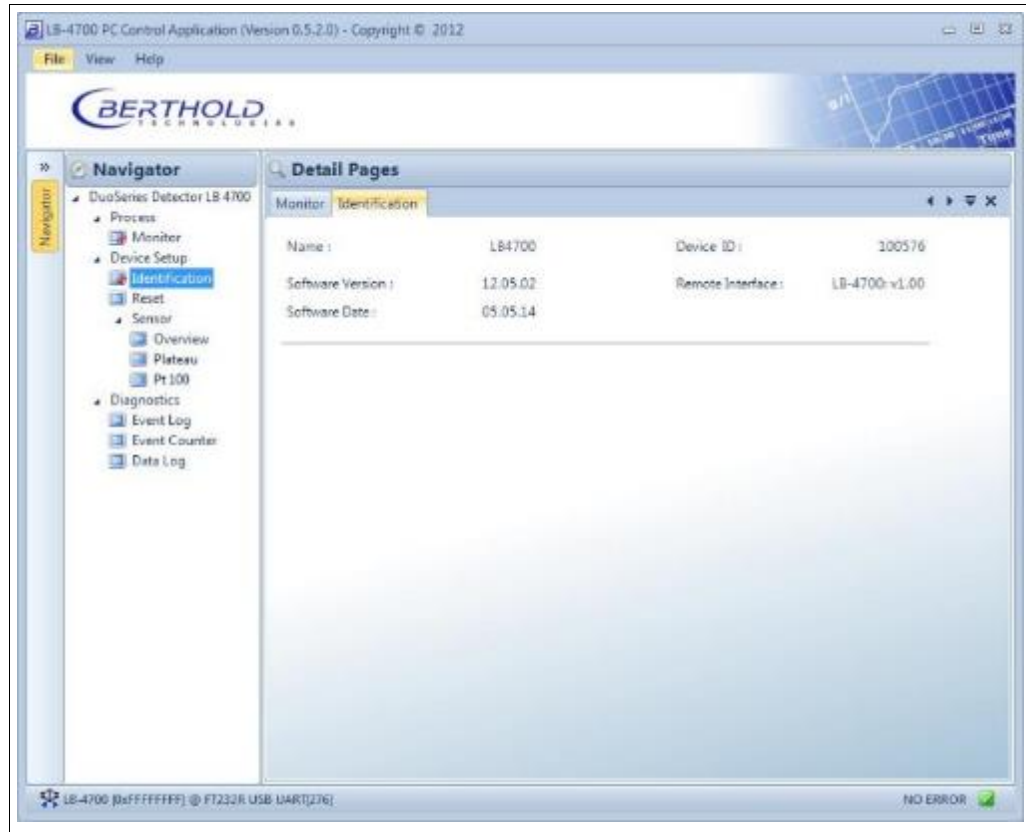 LB-4700 PC Control Application (Version 0.5.2.0) - Copyright © 2012
File View Help
BERTHOLD
TECHNOLOGIES
Time
Navigator
Navigator
Detail Pages
DuoSeries Detector LB 4700
Process
Monitor
Device Setup
Identification
Reset
Sensor
Overview
Plateau
Pt 100
Diagnostics
Event Log
Event Counter
Data Log
Monitor Identification
Name : LB4700 Device ID : 100576
Software Version : 12.05.02 Remote Interface : LB-4700: v1.00
Software Date : 05.05.14
LB-4700 [0xFFFFFFFF] @ FT232R USB UART[276]
NO ERROR